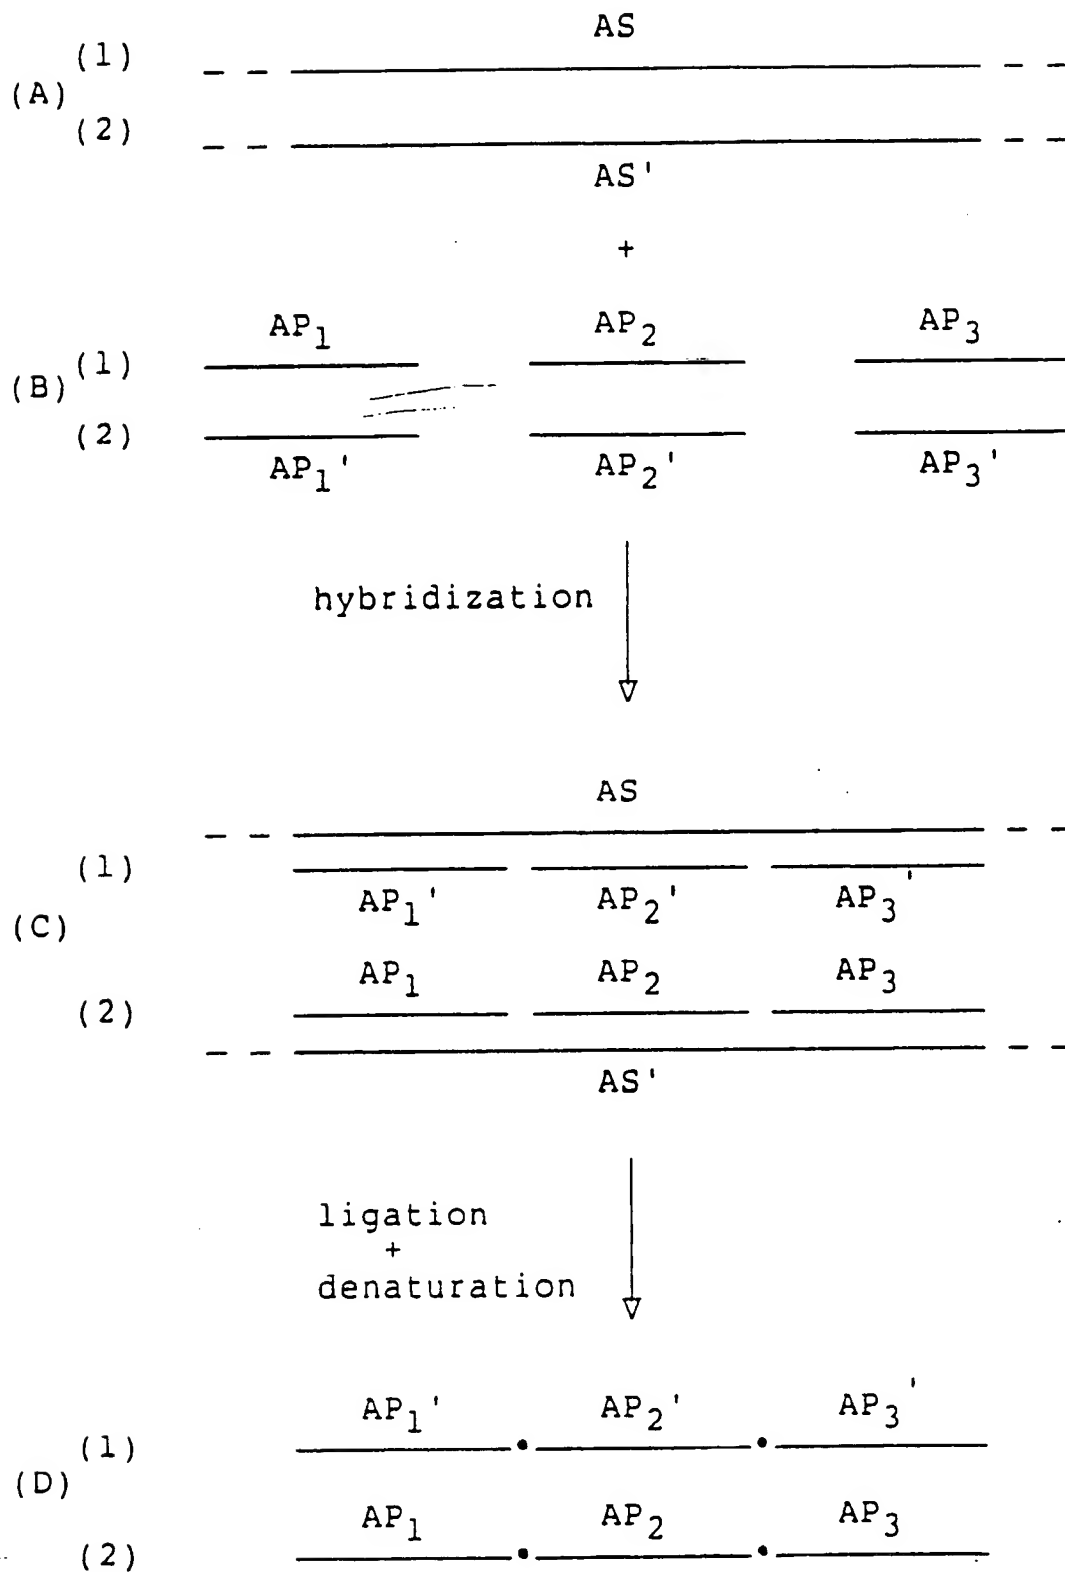 AS
(1)
(A)
(2)
AS'
+
AP1 AP2 AP3
(1)
(B)
(2)
AP1' AP2' AP3'
hybridization
AS
(1)
AP1' AP2' AP3'
(C)
AP1 AP2 AP3
(2)
AS'
ligation
+
denaturation
AP1' AP2' AP3'
(1)
(D)
AP1 AP2 AP3
(2)